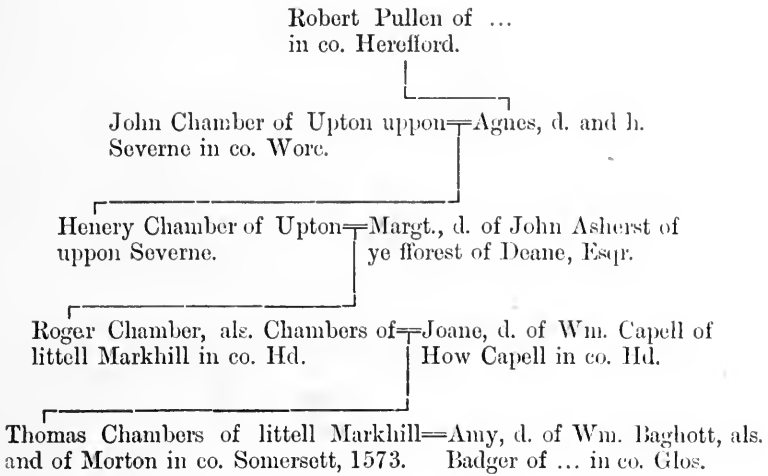 Robert Pullen of ...
in co. Herefford.
John Chamber of Upton uppon=Agnes, d. and h.
Severne in co. Worc.
Henery Chamber of Upton=Margt., d. of John Asherst of
uppon Severne. ye fforest of Deane, Esqr.
Roger Chamber, als. Chambers of=Joane, d. of Wm. Capell of
littell Markhill in co. Hd. How Capell in co. Hd.
Thomas Chambers of littell Markhill=Amy, d. of Wm. Baghott, als.
and of Morton in co. Somersett, 1573. Badger of ... in co. Glos.